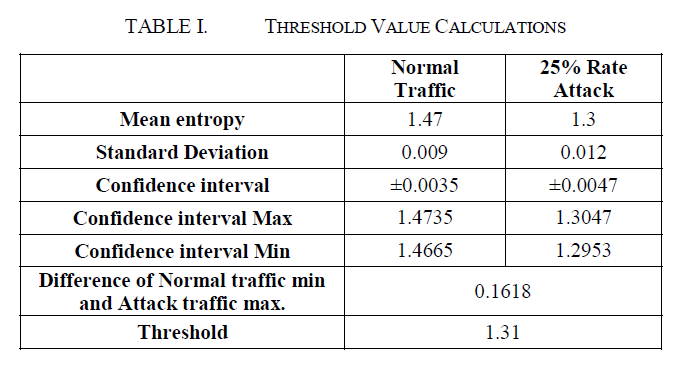 TABLE I. THRESHOLD VALUE CALCULATIONS
Normal Traffic 25% Rate Attack
Mean entropy 1.47 1.3
Standard Deviation 0.009 0.012
Confidence interval ±0.0035 ±0.0047
Confidence interval Max 1.4735 1.3047
Confidence interval Min 1.4665 1.2953
Difference of Normal traffic min and Attack traffic max. 0.1618
Threshold 1.31